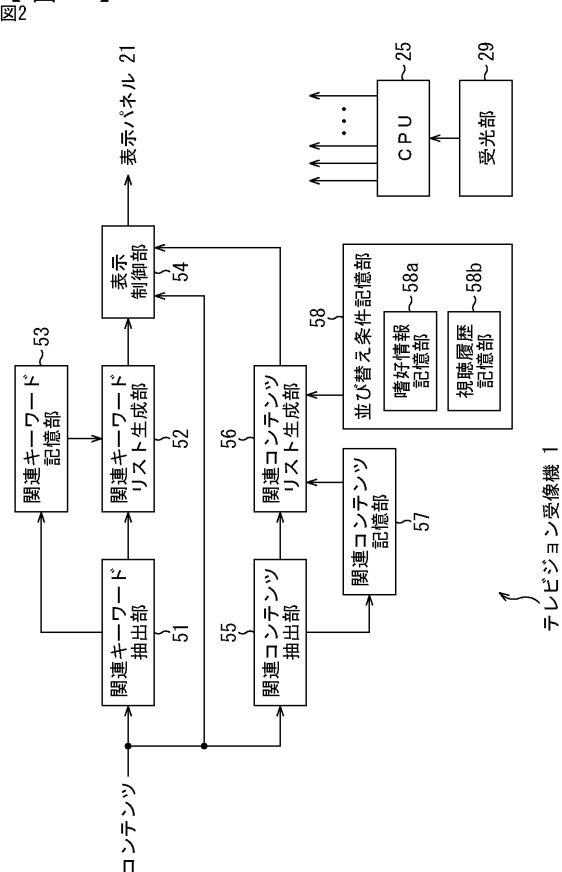 図2
コンテンツ
関連キーワード
抽出部
51
関連キーワード
記憶部
53
関連キーワード
リスト生成部
52
表示
制御部
54
表示パネル 21
関連コンテンツ
抽出部
55
関連コンテンツ
リスト生成部
56
関連コンテンツ
記憶部
57
並び替え条件記憶部
58
嗜好情報
記憶部
58a
視聴履歴
記憶部
58b
CPU
25
受光部
29
テレビジョン受像機 1